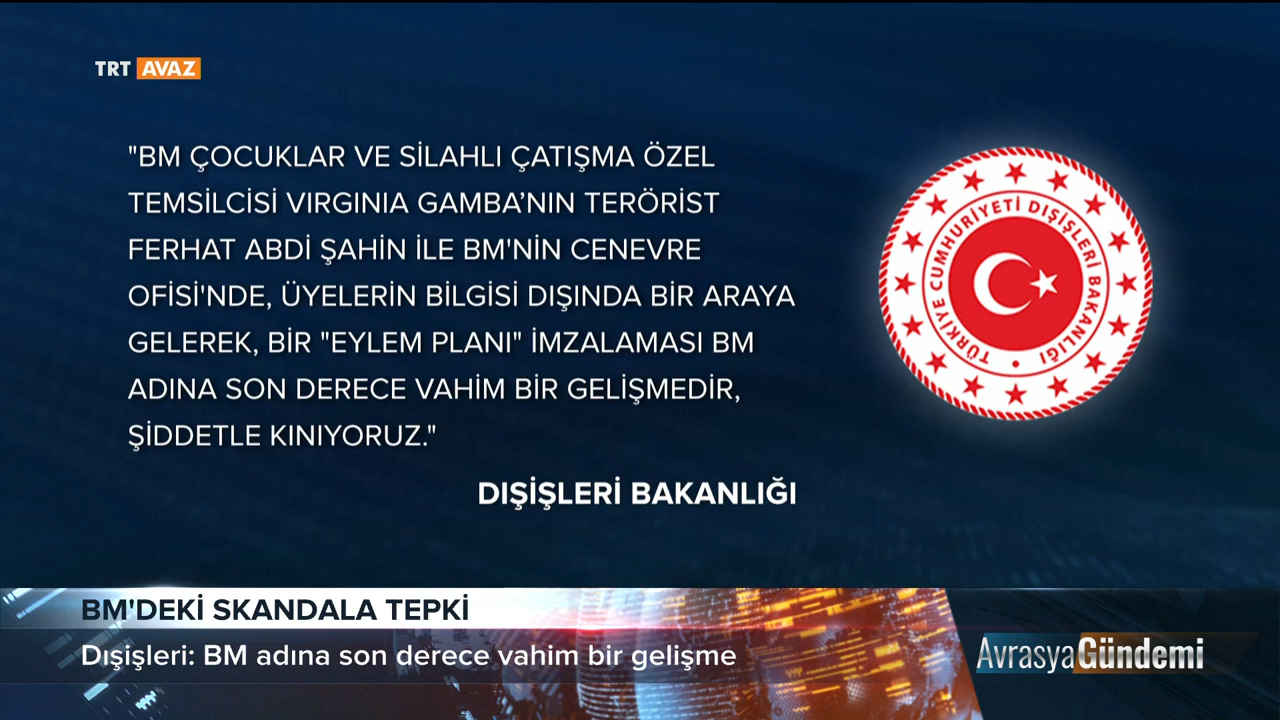 TRT AVAZ
"BM ÇOCUKLAR VE SİLAHLI ÇATIŞMA ÖZEL
TEMSİLCİSİ VIRGINIA GAMBA’NIN TERÖRİST
FERHAT ABDİ ŞAHİN İLE BM'NİN CENEVRE
OFİSİ'NDE, ÜYELERİN BİLGİSİ DIŞINDA BİR ARAYA
GELEREK, BİR "EYLEM PLANI" İMZALAMASI BM
ADINA SON DERECE VAHİM BİR GELİŞMEDİR,
ŞİDDETLE KINIYORUZ."
DIŞİŞLERİ BAKANLIĞI
TÜRKİYE CUMHURİYETİ DIŞİŞLERİ BAKANLIĞI
BM'DEKİ SKANDALA TEPKİ
Dışişleri: BM adına son derece vahim bir gelişme
AvrasyaGündemi